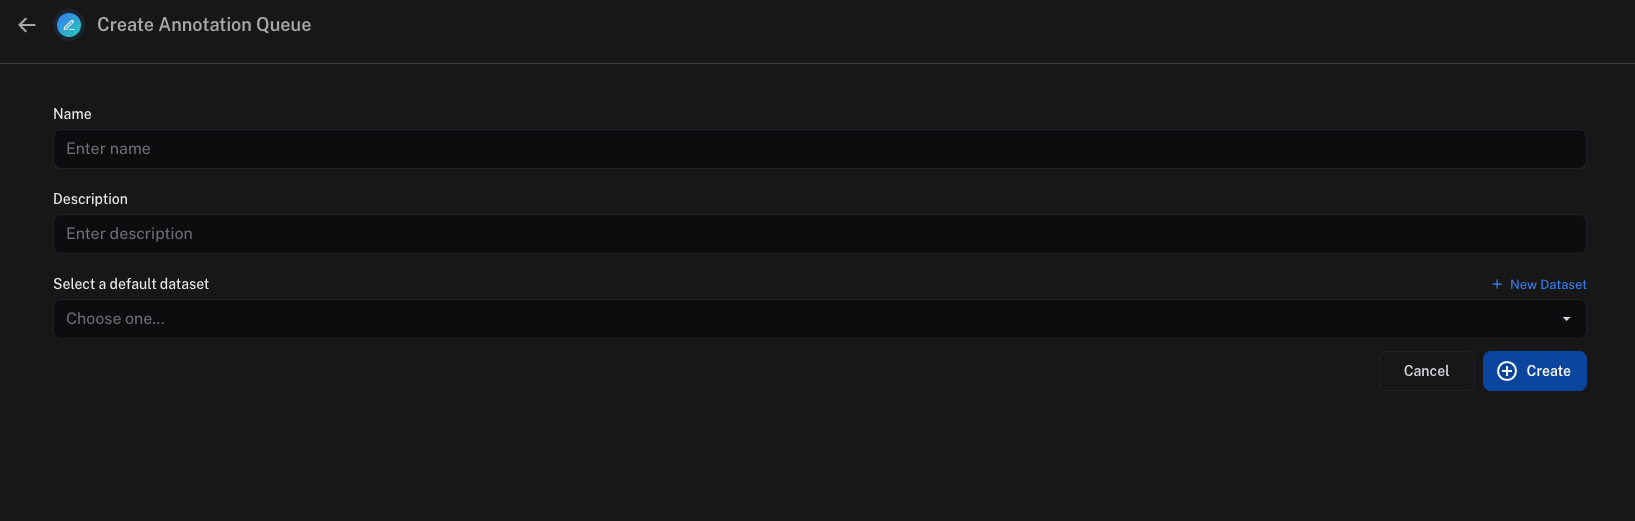 Create Annotation Queue
Name
Enter name
Description
Enter description
Select a default dataset
+ New Dataset
Choose one...
Cancel
Create